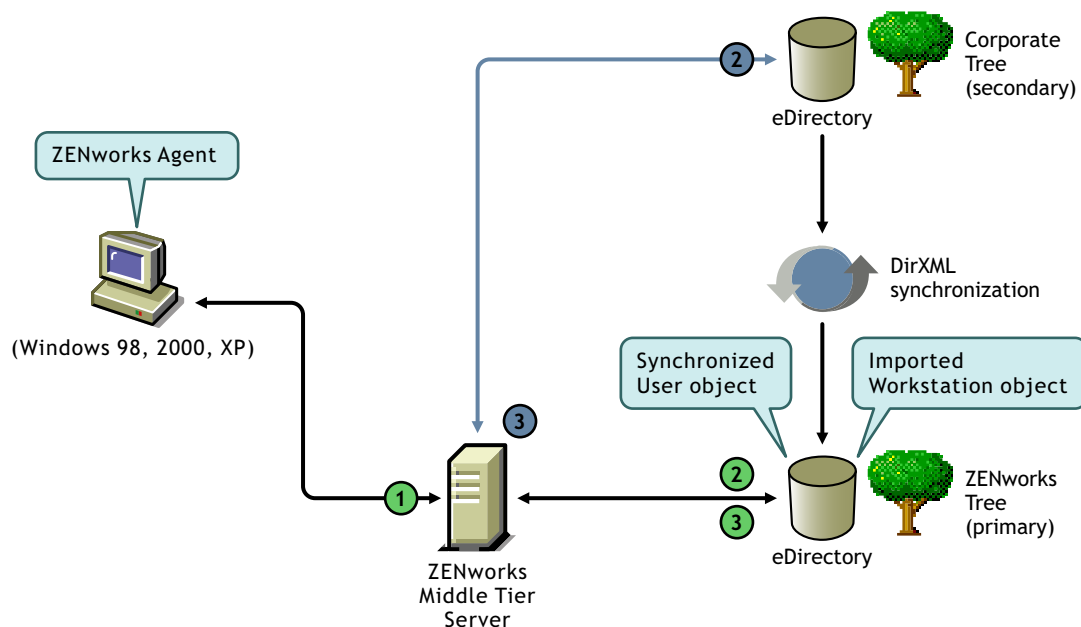 2
Corporate
Tree
(secondary)
eDirectory
ZENworks Agent
DirXML
synchronization
(Windows 98, 2000, XP)
Synchronized
User object
Imported
Workstation object
3
1
2
3
ZENworks
Tree
(primary)
eDirectory
ZENworks
Middle Tier
Server